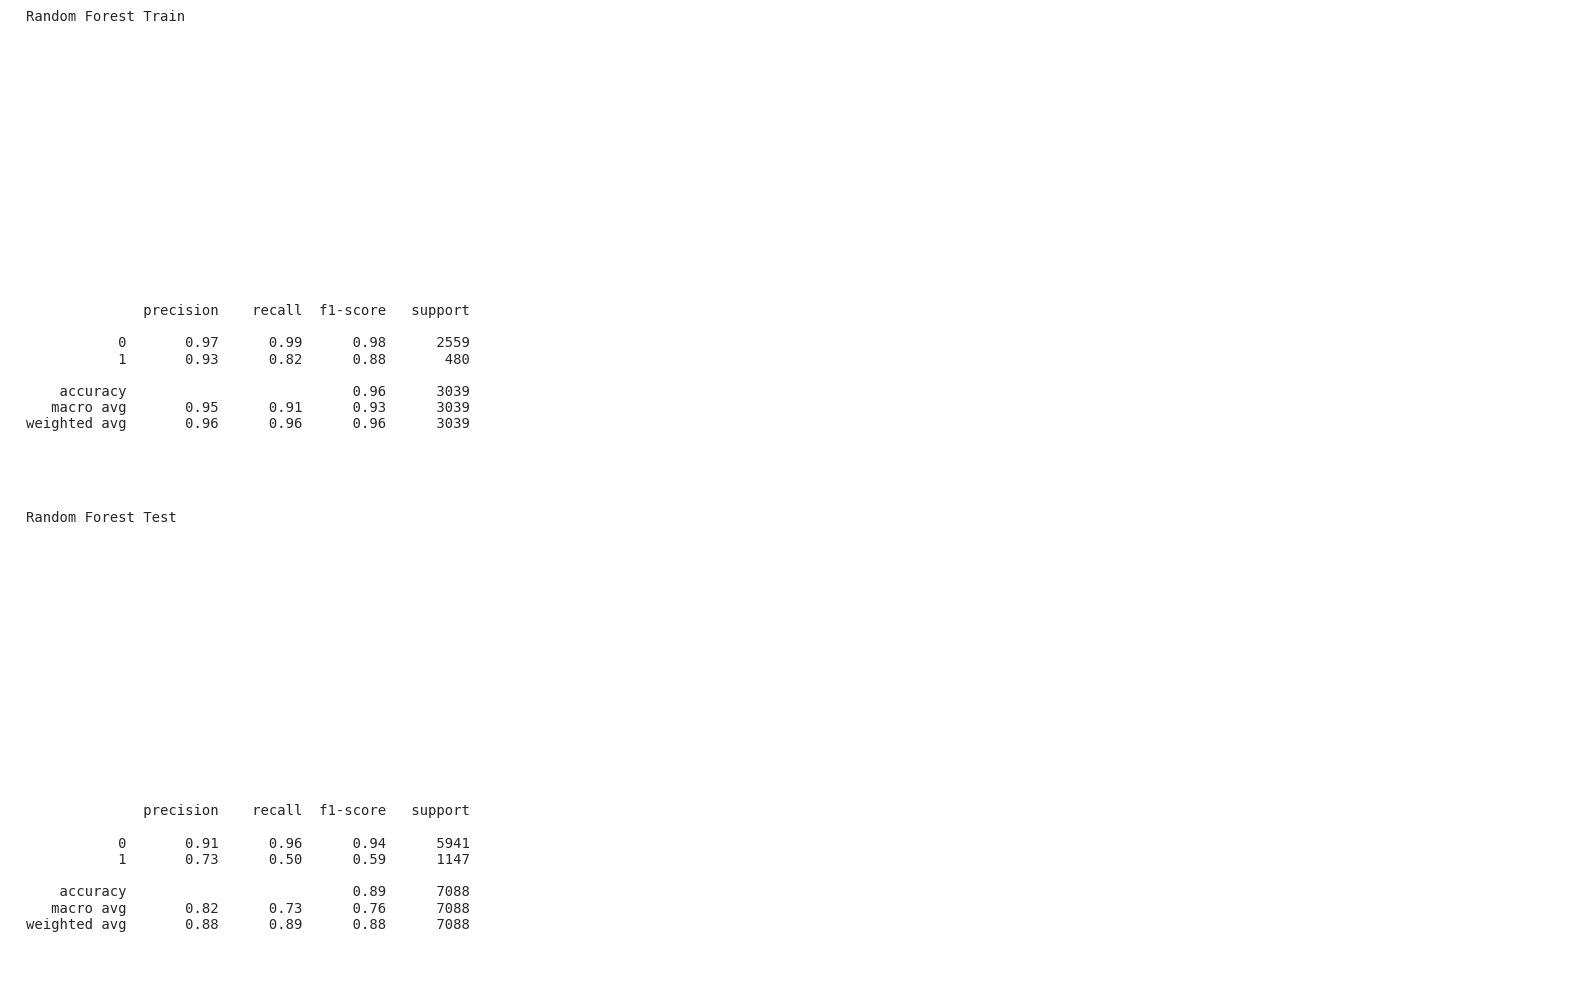 Random Forest Train
precision recall f1-score support
0 0.97 0.99 0.98 2559
1 0.93 0.82 0.88 480
accuracy 0.96 3039
macro avg 0.95 0.91 0.93 3039
weighted avg 0.96 0.96 0.96 3039
Random Forest Test
precision recall f1-score support
0 0.91 0.96 0.94 5941
1 0.73 0.50 0.59 1147
accuracy 0.89 7088
macro avg 0.82 0.73 0.76 7088
weighted avg 0.88 0.89 0.88 7088